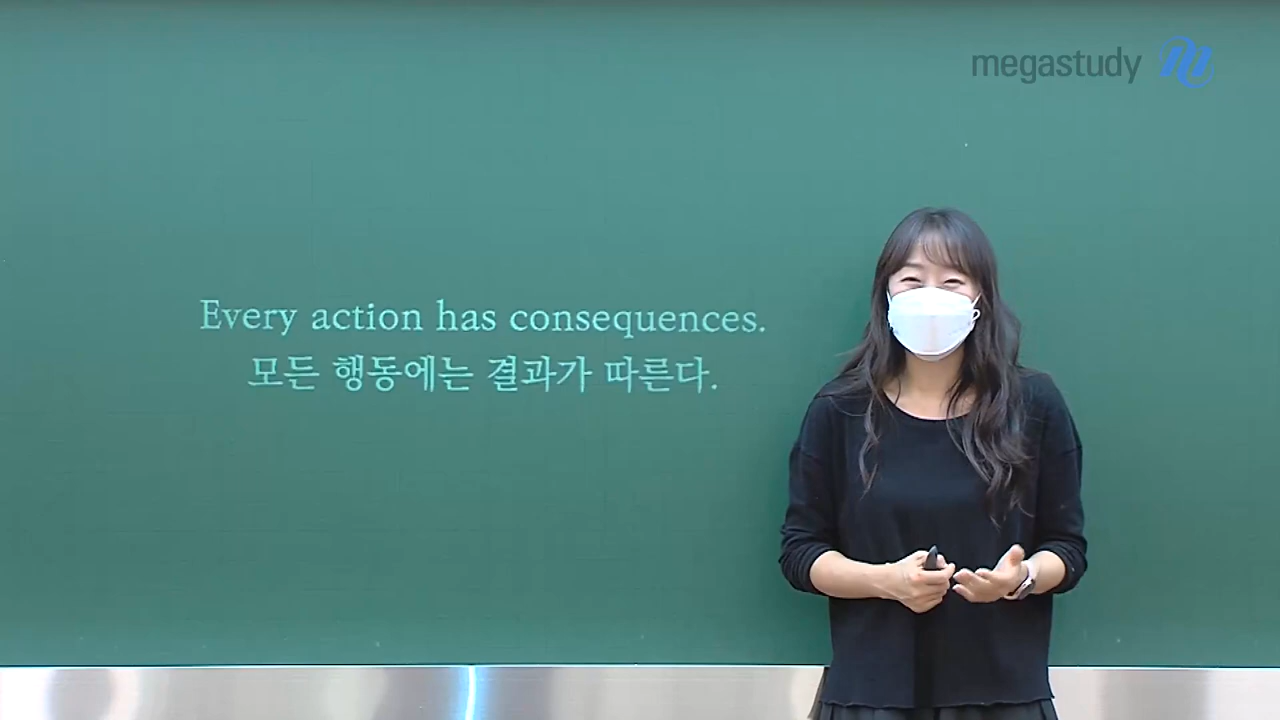 megastudy
Every action has consequences.
모든 행동에는 결과가 따른다.